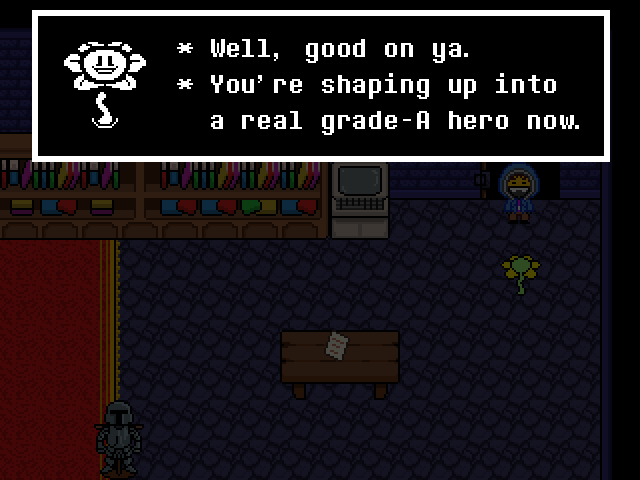 * Well, good on ya.
* You're shaping up into
a real grade-A hero now.